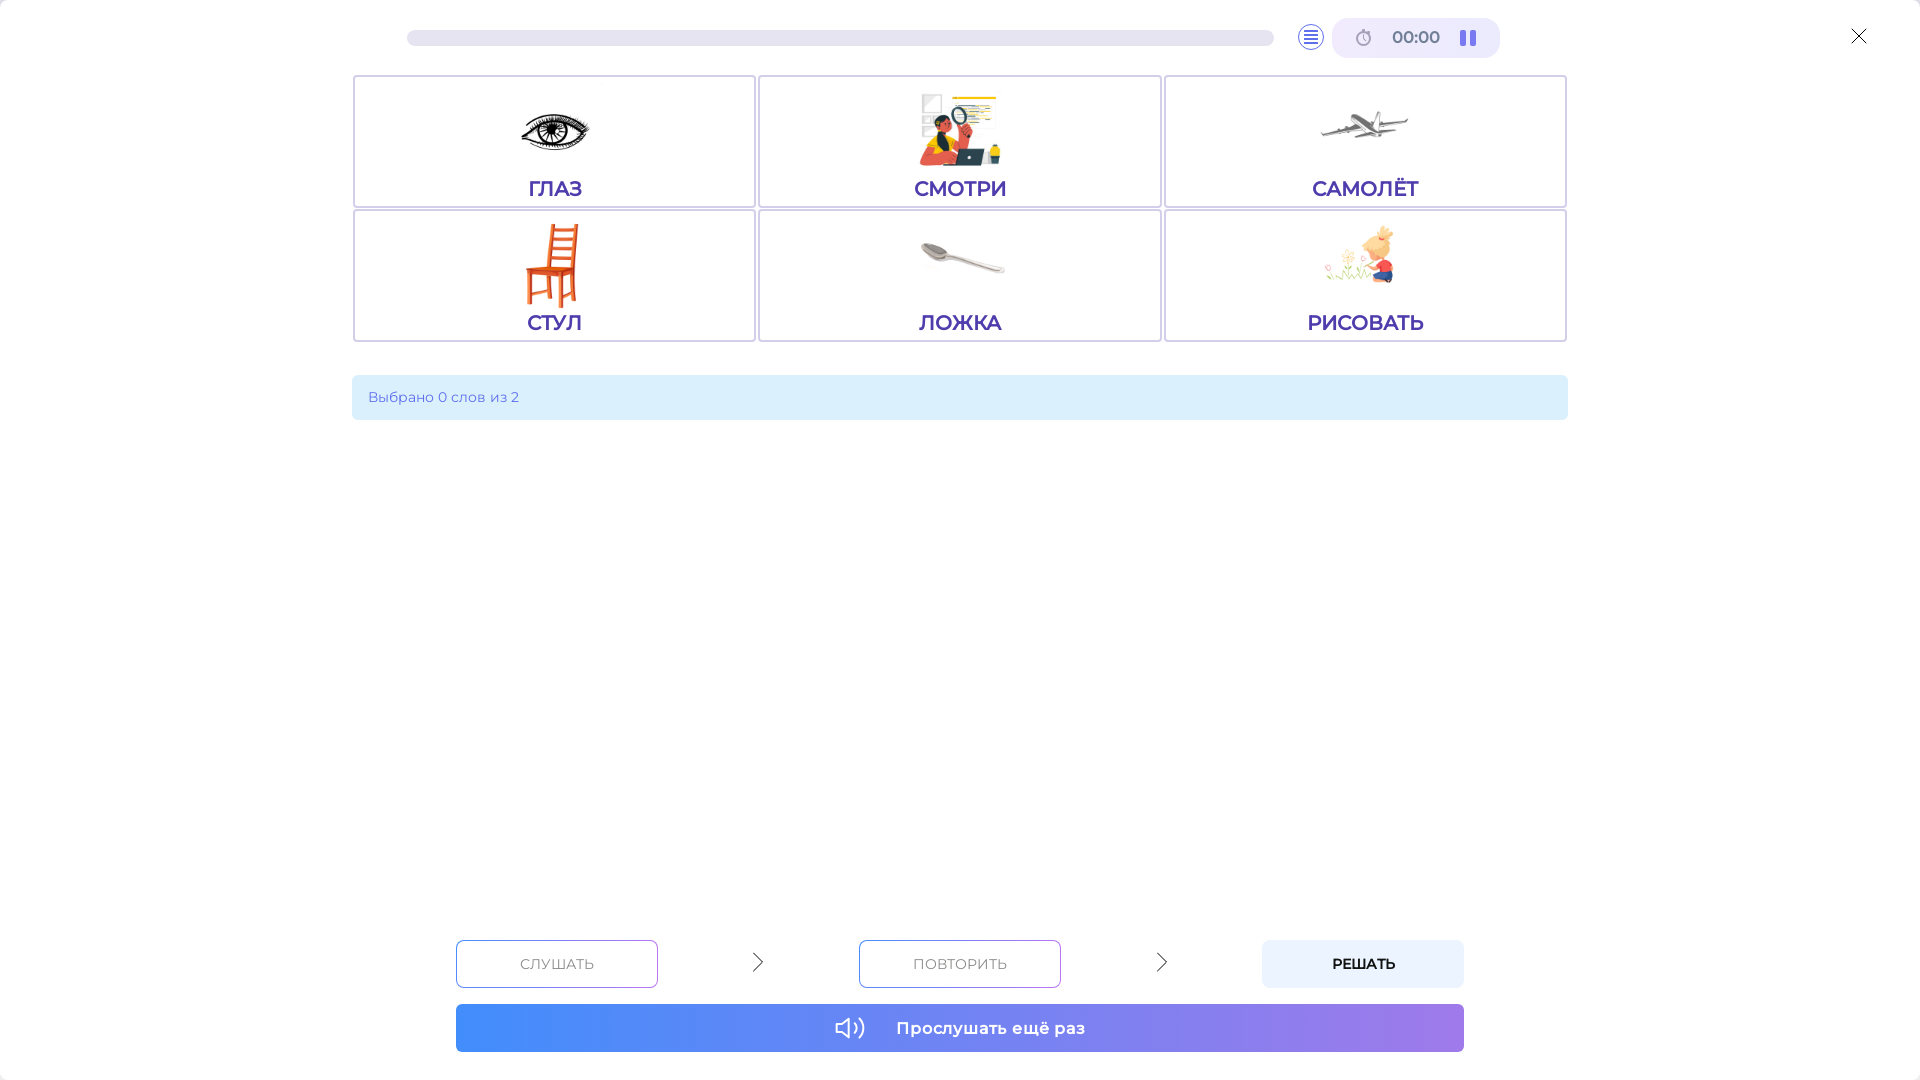 00:00
ГЛАЗ
СМОТРИ
САМОЛЁТ
СТУЛ
ЛОЖКА
РИСОВАТЬ
Выбрано 0 слов из 2
СЛУШАТЬ
ПОВТОРИТЬ
РЕШАТЬ
Прослушать ещё раз